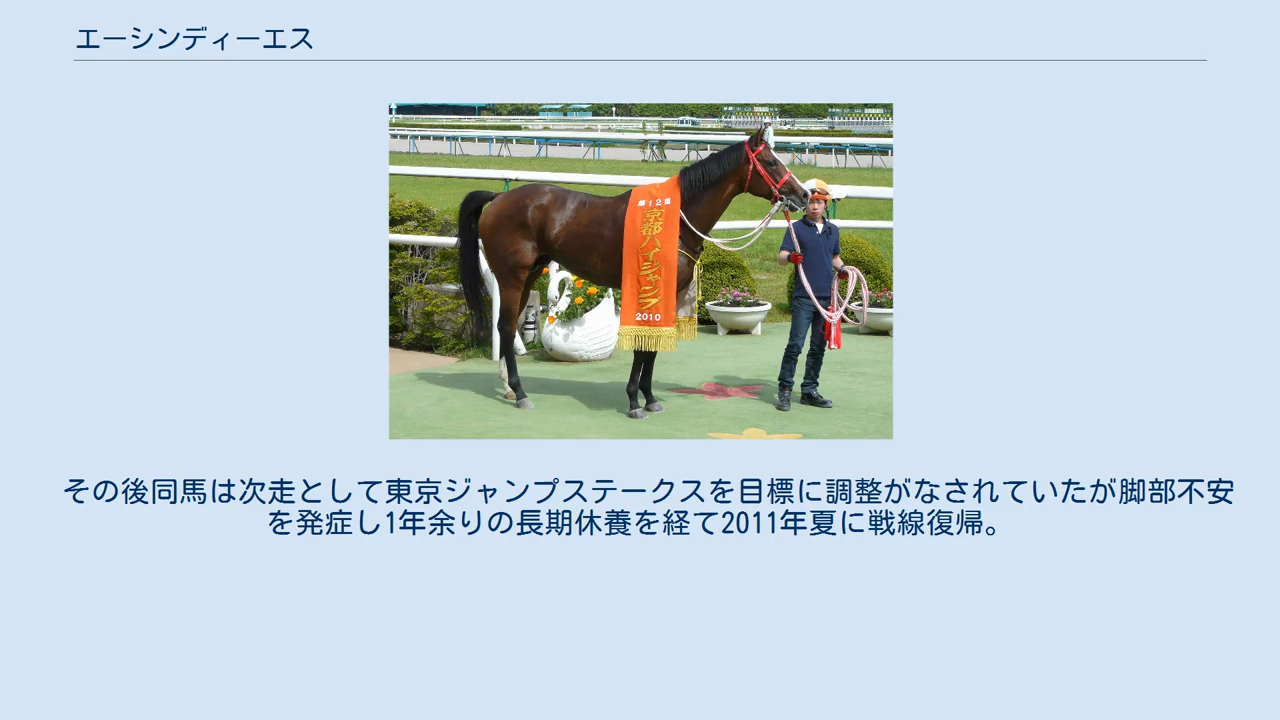 エーシンディーエス
第12回
京都ハイジャンプ
2010
その後同馬は次走として東京ジャンプステークスを目標に調整がなされていたが脚部不安
を発症し1年余りの長期休養を経て2011年夏に戦線復帰。